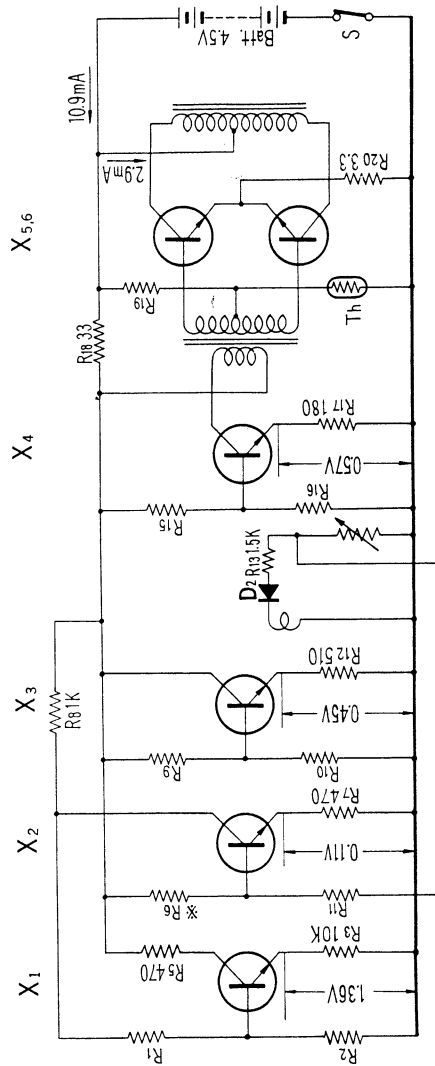 X1
X2
X3
X4
X5,6
R8 1K
R18 33
10.9mA
2.9mA
Batt. 4.5V
S
R1
R5 470
※ R6
R9
R15
R19
D2
R13 1.5K
R20 3.3
R2
1.36V
R3 10K
R11
0.11V
R7 470
R10
0.45V
R12 510
R16
0.57V
R17 180
Th